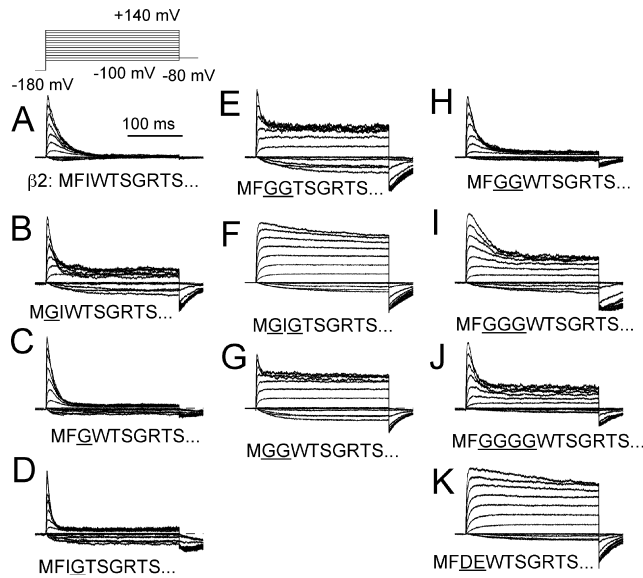 +140 mV
-180 mV
-100 mV
-80 mV
A
100 ms
β2: MFIWTSGRTS...
B
MGIWTSGRTS...
C
MFGWTSGRTS...
D
MFIGTSGRTS...
E
MFGGTSGRTS...
F
MGIGTSGRTS...
G
MGGWTSGRTS...
H
MFGGWTSGRTS...
I
MFGGGWTSGRTS...
J
MFGGGGWTSGRTS...
K
MFDEWTSGRTS...